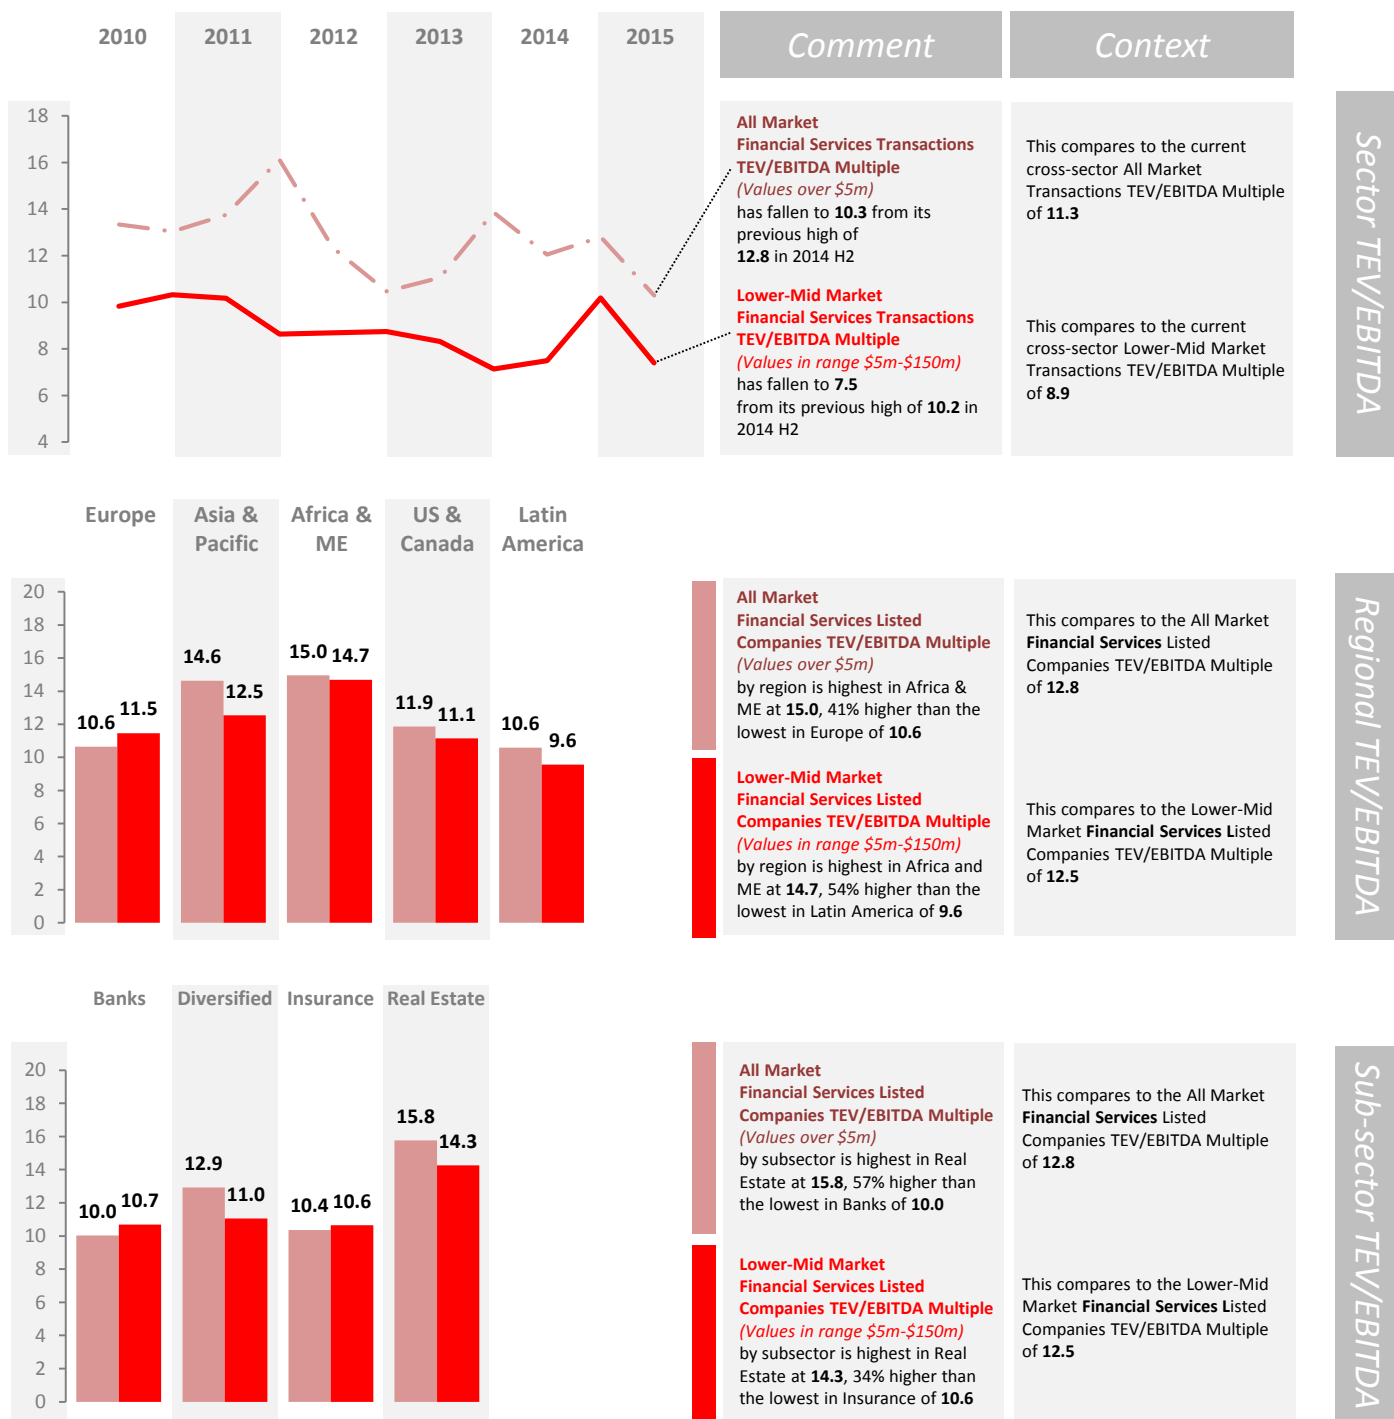 2010 2011 2012 2013 2014 2015
Comment
Context
18
16
14
12
10
8
6
4
All Market
Financial Services Transactions
TEV/EBITDA Multiple
(Values over $5m)
has fallen to 10.3 from its
previous high of
12.8 in 2014 H2
Lower-Mid Market
Financial Services Transactions
TEV/EBITDA Multiple
(Values in range $5m-$150m)
has fallen to 7.5
from its previous high of 10.2 in
2014 H2
This compares to the current
cross-sector All Market
Transactions TEV/EBITDA Multiple
of 11.3
This compares to the current
cross-sector Lower-Mid Market
Transactions TEV/EBITDA Multiple
of 8.9
Sector TEV/EBITDA
Europe
Asia &
Pacific
Africa &
ME
US &
Canada
Latin
America
20
18
16
14
12
10
8
6
4
2
0
10.6 11.5
14.6 12.5
15.0 14.7
11.9 11.1
10.6 9.6
All Market
Financial Services Listed
Companies TEV/EBITDA Multiple
(Values over $5m)
by region is highest in Africa &
ME at 15.0, 41% higher than the
lowest in Europe of 10.6
Lower-Mid Market
Financial Services Listed
Companies TEV/EBITDA Multiple
(Values in range $5m-$150m)
by region is highest in Africa and
ME at 14.7, 54% higher than the
lowest in Latin America of 9.6
This compares to the All Market
Financial Services Listed
Companies TEV/EBITDA Multiple
of 12.8
This compares to the Lower-Mid
Market Financial Services Listed
Companies TEV/EBITDA Multiple
of 12.5
Regional TEV/EBITDA
Banks Diversified Insurance Real Estate
20
18
16
14
12
10
8
6
4
2
0
10.0 10.7
12.9 11.0
10.4 10.6
15.8 14.3
All Market
Financial Services Listed
Companies TEV/EBITDA Multiple
(Values over $5m)
by subsector is highest in Real
Estate at 15.8, 57% higher than
the lowest in Banks of 10.0
Lower-Mid Market
Financial Services Listed
Companies TEV/EBITDA Multiple
(Values in range $5m-$150m)
by subsector is highest in Real
Estate at 14.3, 34% higher than
the lowest in Insurance of 10.6
This compares to the All Market
Financial Services Listed
Companies TEV/EBITDA Multiple
of 12.8
This compares to the Lower-Mid
Market Financial Services Listed
Companies TEV/EBITDA Multiple
of 12.5
Sub-sector TEV/EBITDA